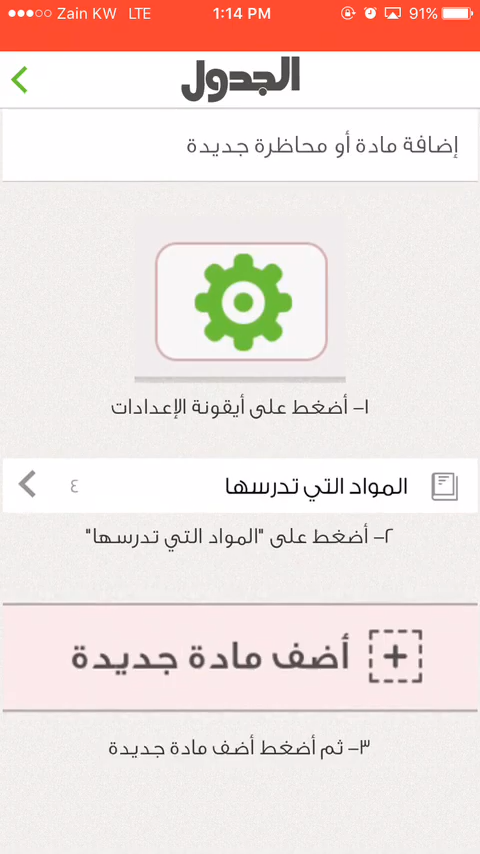 Zain KW LTE 1:14 PM 91%
الجدول
إضافة مادة أو محاظرة جديدة
١- أضغط على أيقونة الإعدادات
المواد التي تدرسها ٤
٢- أضغط على "المواد التي تدرسها"
أضف مادة جديدة
٣- ثم أضغط أضف مادة جديدة